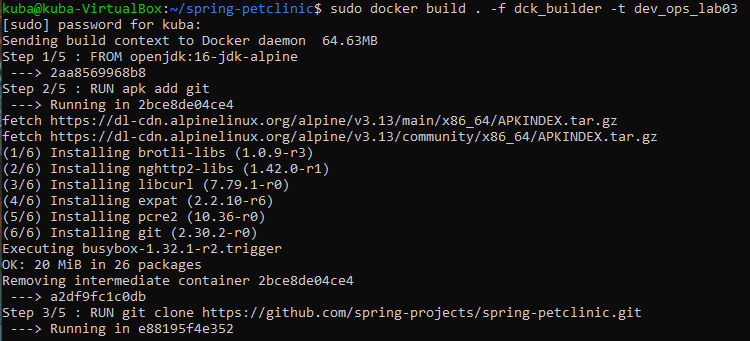 kuba@kuba-VirtualBox:~/spring-petclinic$ sudo docker build . -f dck_builder -t dev_ops_lab03
[sudo] password for kuba:
Sending build context to Docker daemon  64.63MB
Step 1/5 : FROM openjdk:16-jdk-alpine
 ---> 2aa8569968b8
Step 2/5 : RUN apk add git
 ---> Running in 2bce8de04ce4
fetch https://dl-cdn.alpinelinux.org/alpine/v3.13/main/x86_64/APKINDEX.tar.gz
fetch https://dl-cdn.alpinelinux.org/alpine/v3.13/community/x86_64/APKINDEX.tar.gz
(1/6) Installing brotli-libs (1.0.9-r3)
(2/6) Installing nghttp2-libs (1.42.0-r1)
(3/6) Installing libcurl (7.79.1-r0)
(4/6) Installing expat (2.2.10-r6)
(5/6) Installing pcre2 (10.36-r0)
(6/6) Installing git (2.30.2-r0)
Executing busybox-1.32.1-r2.trigger
OK: 20 MiB in 26 packages
Removing intermediate container 2bce8de04ce4
 ---> a2df9fc1c0db
Step 3/5 : RUN git clone https://github.com/spring-projects/spring-petclinic.git
 ---> Running in e88195f4e352